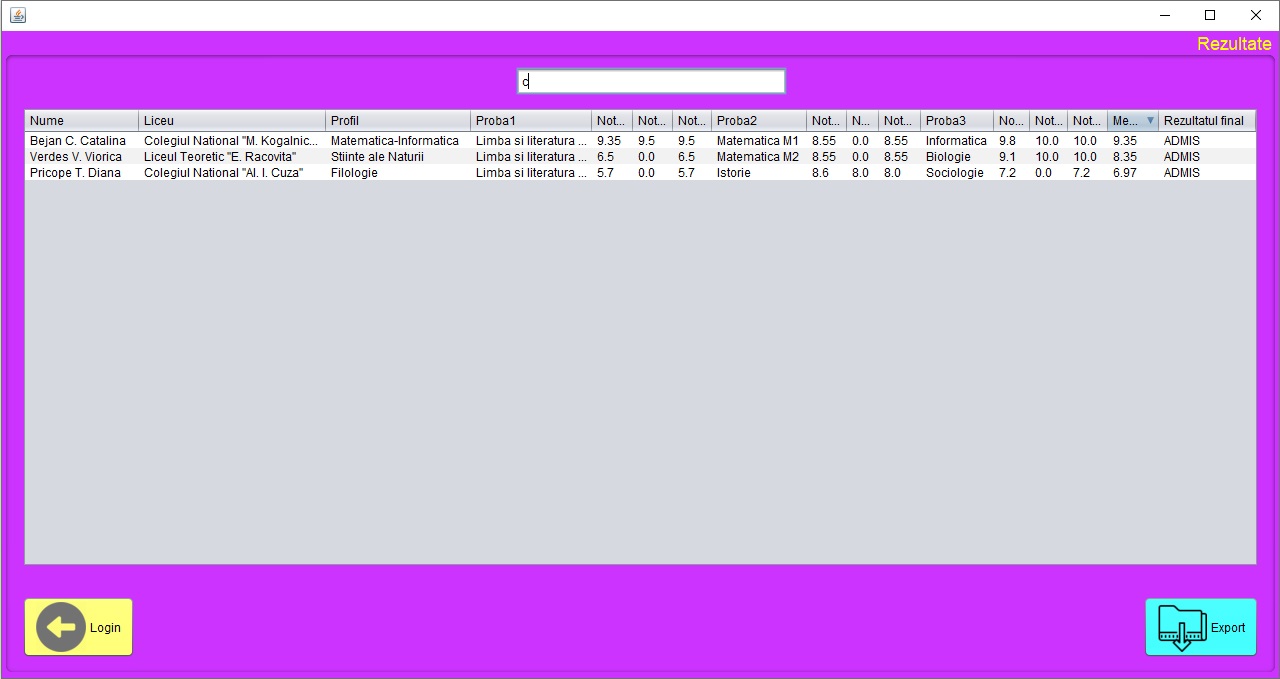 Rezultate
c
Nume Liceu Profil Proba1 Not... Not... Not... Proba2 Not... N... Not... Proba3 No... Not... Not... Me... Rezultatul final
Bejan C. Catalina Colegiul National "M. Kogalnic... Matematica-Informatica Limba si literatura ... 9.35 9.5 9.5 Matematica M1 8.55 0.0 8.55 Informatica 9.8 10.0 10.0 9.35 ADMIS
Verdes V. Viorica Liceul Teoretic "E. Racovita" Stiinte ale Naturii Limba si literatura ... 6.5 0.0 6.5 Matematica M2 8.55 0.0 8.55 Biologie 9.1 10.0 10.0 8.35 ADMIS
Pricope T. Diana Colegiul National "Al. I. Cuza" Filologie Limba si literatura ... 5.7 0.0 5.7 Istorie 8.6 8.0 8.0 Sociologie 7.2 0.0 7.2 6.97 ADMIS
Login Export